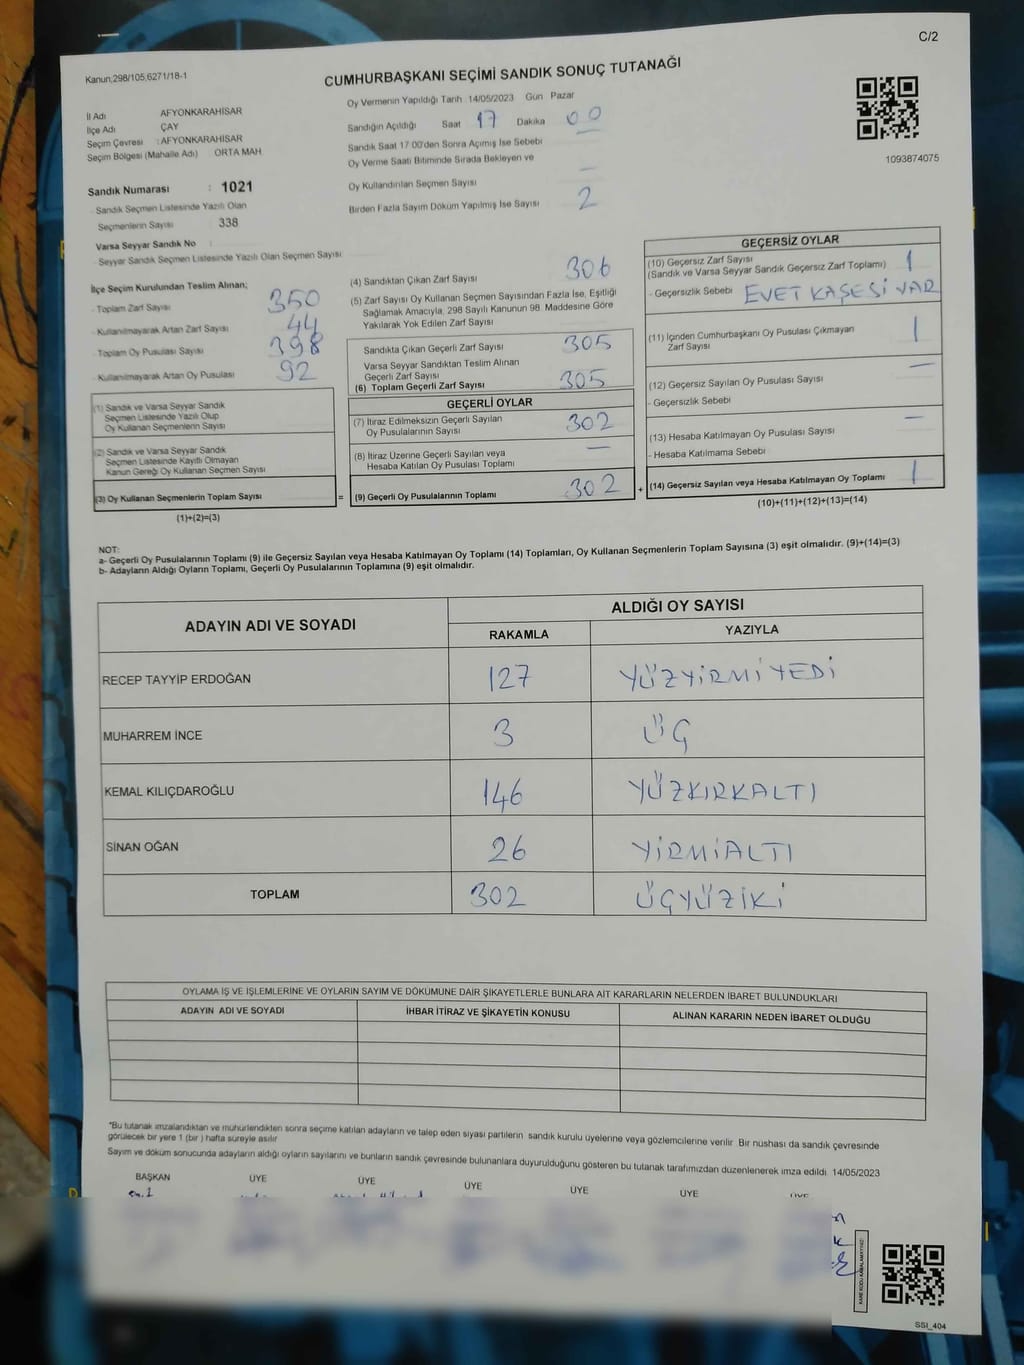 C/2
Kanun,298/105,6271/18-1
CUMHURBAŞKANI SEÇİMİ SANDIK SONUÇ TUTANAĞI
İl Adı AFYONKARAHİSAR
İlçe Adı ÇAY
Seçim Çevresi : AFYONKARAHİSAR
Seçim Bölgesi (Mahalle Adı) ORTA MAH.
Sandık Numarası : 1021
- Sandık Seçmen Listesinde Yazılı Olan
Seçmenlerin Sayısı : 338
Varsa Seyyar Sandık No :
- Seyyar Sandık Seçmen Listesinde Yazılı Olan Seçmen Sayısı
Oy Vermenin Yapıldığı Tarih 14/05/2023 Gün Pazar
Sandığın Açıldığı Saat 17 Dakika 00
Sandık Saat 17.00'den Sonra Açılmış İse Sebebi
Oy Verme Saati Bitiminde Sırada Bekleyen ve
Oy Kullandırılan Seçmen Sayısı —
Birden Fazla Sayım Döküm Yapılmış İse Sayısı 2
1093874075
İlçe Seçim Kurulundan Teslim Alınan;
- Toplam Zarf Sayısı 350
- Kullanılmayarak Artan Zarf Sayısı 44
- Toplam Oy Pusulası Sayısı 398
- Kullanılmayarak Artan Oy Pusulası 92
(1) Sandık ve Varsa Seyyar Sandık
Seçmen Listesinde Yazılı Olup
Oy Kullanan Seçmenlerin Sayısı
(2) Sandık ve Varsa Seyyar Sandık
Seçmen Listesinde Kayıtlı Olmayan
Kanun Gereği Oy Kullanan Seçmen Sayısı
(3) Oy Kullanan Seçmenlerin Toplam Sayısı
(1)+(2)=(3)
(4) Sandıktan Çıkan Zarf Sayısı 306
(5) Zarf Sayısı Oy Kullanan Seçmen Sayısından Fazla İse, Eşitliği
Sağlamak Amacıyla, 298 Sayılı Kanunun 98. Maddesine Göre
Yakılarak Yok Edilen Zarf Sayısı
Sandıkta Çıkan Geçerli Zarf Sayısı 305
Varsa Seyyar Sandıktan Teslim Alınan
Geçerli Zarf Sayısı
(6) Toplam Geçerli Zarf Sayısı 305
GEÇERLİ OYLAR
(7) İtiraz Edilmeksizin Geçerli Sayılan
Oy Pusulalarının Sayısı 302
(8) İtiraz Üzerine Geçerli Sayılan veya
Hesaba Katılan Oy Pusulası Toplamı —
= (9) Geçerli Oy Pusulalarının Toplamı 302 +
GEÇERSİZ OYLAR
(10) Geçersiz Zarf Sayısı
(Sandık ve Varsa Seyyar Sandık Geçersiz Zarf Toplamı) 1
- Geçersizlik Sebebi EVET KAŞESİ VAR
(11) İçinden Cumhurbaşkanı Oy Pusulası Çıkmayan
Zarf Sayısı 1
(12) Geçersiz Sayılan Oy Pusulası Sayısı —
- Geçersizlik Sebebi
(13) Hesaba Katılmayan Oy Pusulası Sayısı —
- Hesaba Katılmama Sebebi
(14) Geçersiz Sayılan veya Hesaba Katılmayan Oy Toplamı 1
(10)+(11)+(12)+(13)=(14)
NOT:
a- Geçerli Oy Pusulalarının Toplamı (9) ile Geçersiz Sayılan veya Hesaba Katılmayan Oy Toplamı (14) Toplamları, Oy Kullanan Seçmenlerin Toplam Sayısına (3) eşit olmalıdır. (9)+(14)=(3)
b- Adayların Aldığı Oyların Toplamı, Geçerli Oy Pusulalarının Toplamına (9) eşit olmalıdır.
ADAYIN ADI VE SOYADI ALDIĞI OY SAYISI
RAKAMLA YAZIYLA
RECEP TAYYİP ERDOĞAN 127 YÜZYİRMİYEDİ
MUHARREM İNCE 3 ÜÇ
KEMAL KILIÇDAROĞLU 146 YÜZKIRKALTI
SİNAN OĞAN 26 YİRMİALTI
TOPLAM 302 ÜÇYÜZİKİ
OYLAMA İŞ VE İŞLEMLERİNE VE OYLARIN SAYIM VE DÖKÜMÜNE DAİR ŞİKAYETLERLE BUNLARA AİT KARARLARIN NELERDEN İBARET BULUNDUKLARI
ADAYIN ADI VE SOYADI İHBAR İTİRAZ VE ŞİKAYETİN KONUSU ALINAN KARARIN NEDEN İBARET OLDUĞU
*Bu tutanak imzalandıktan ve mühürlendikten sonra seçime katılan adayların ve talep eden siyasi partilerin sandık kurulu üyelerine veya gözlemcilerine verilir. Bir nüshası da sandık çevresinde
görülecek bir yere 1 (bir) hafta süreyle asılır
Sayım ve döküm sonucunda adayların aldığı oyların sayılarını ve bunların sandık çevresinde bulunanlara duyurulduğunu gösteren bu tutanak tarafımızdan düzenlenerek imza edildi. 14/05/2023
BAŞKAN ÜYE ÜYE ÜYE ÜYE ÜYE ÜYE
SSI_404